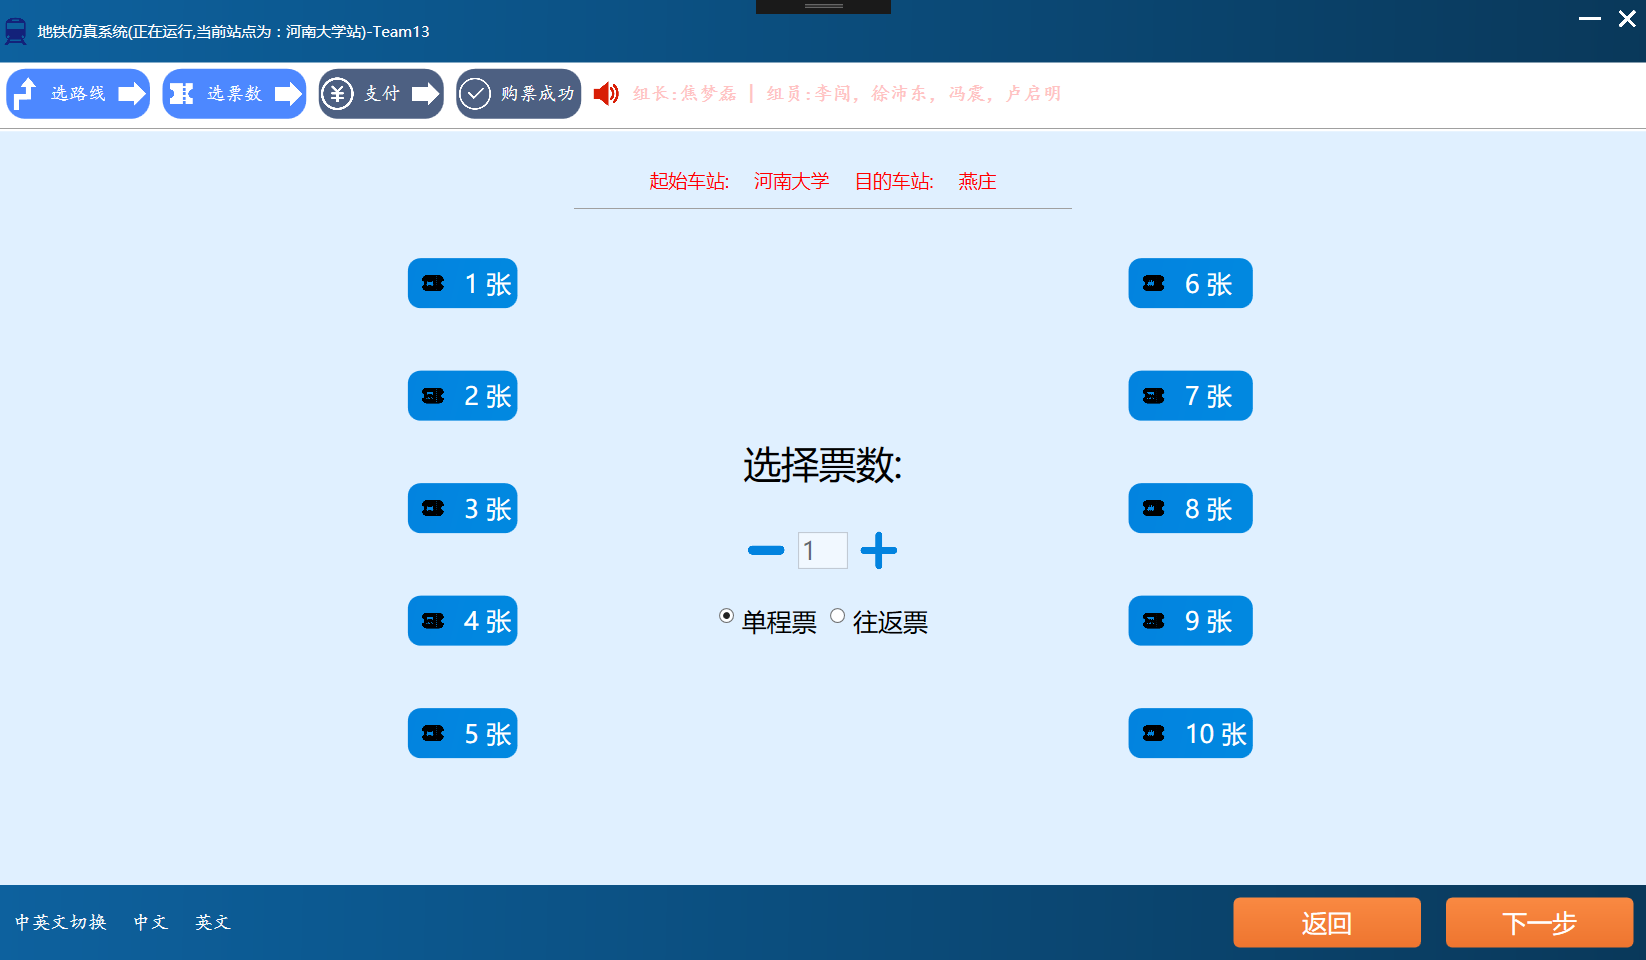 地铁仿真系统(正在运行,当前站点为：河南大学站)-Team13
选路线 选票数 支付 购票成功 组长:焦梦磊 | 组员:李闯，徐沛东，冯震，卢启明
起始车站: 河南大学 目的车站: 燕庄
1 张
2 张
3 张
4 张
5 张
选择票数:
1
单程票 往返票
6 张
7 张
8 张
9 张
10 张
中英文切换 中文 英文
返回 下一步